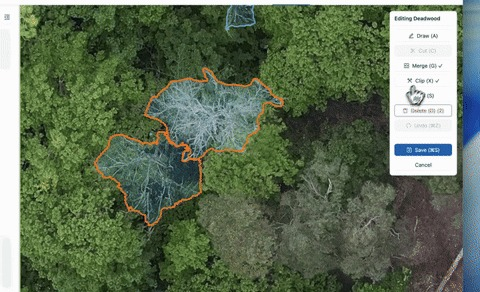 Editing Deadwood
Draw (A)
Cut (C)
Merge (G) ✓
Clip (X) ✓
(S)
Delete (D) (2)
Undo (⌘Z)
Save (⌘S)
Cancel